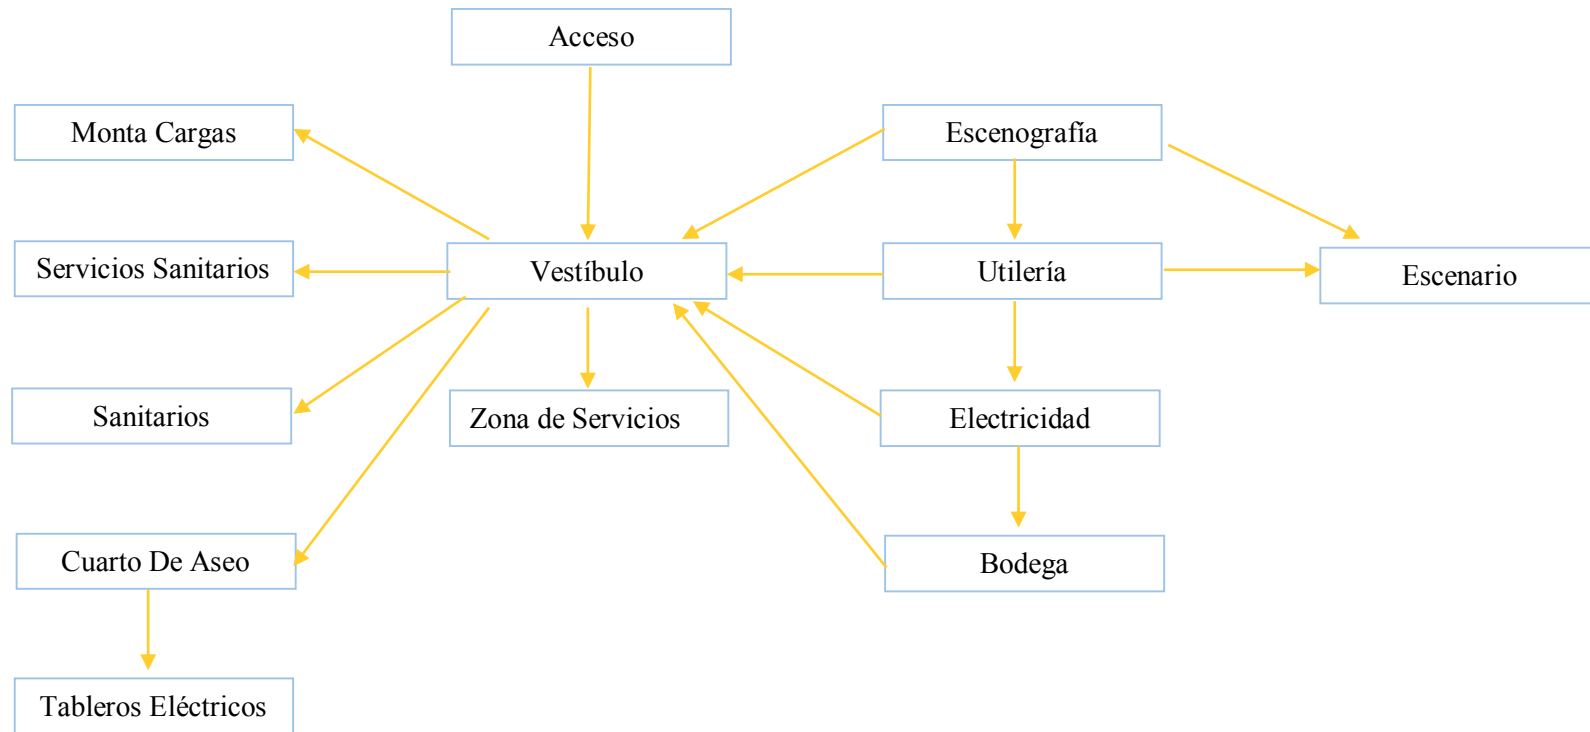 Acceso
Monta Cargas
Escenografía
Servicios Sanitarios
Vestíbulo
Utilería
Escenario
Sanitarios
Zona de Servicios
Electricidad
Cuarto De Aseo
Bodega
Tableros Eléctricos